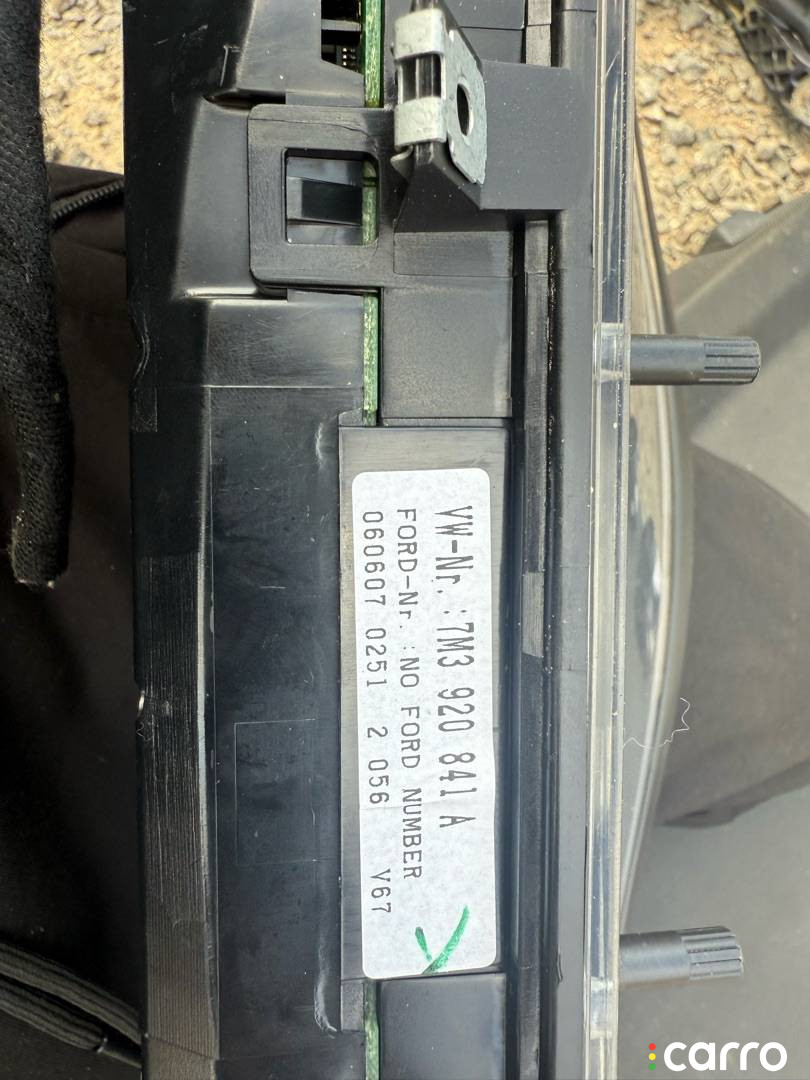 VW-Nr.:7M3 920 841 A
FORD-Nr. :NO FORD NUMBER
060607 0251 2 056 V67
carro